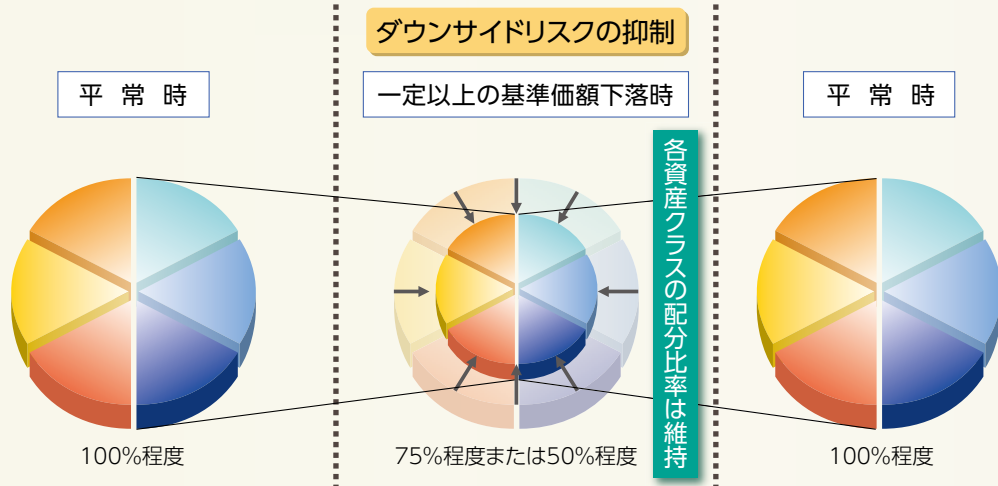 ダウンサイドリスクの抑制
平常時
一定以上の基準価額下落時
平常時
各資産クラスの配分比率は維持
100%程度
75%程度または50%程度
100%程度